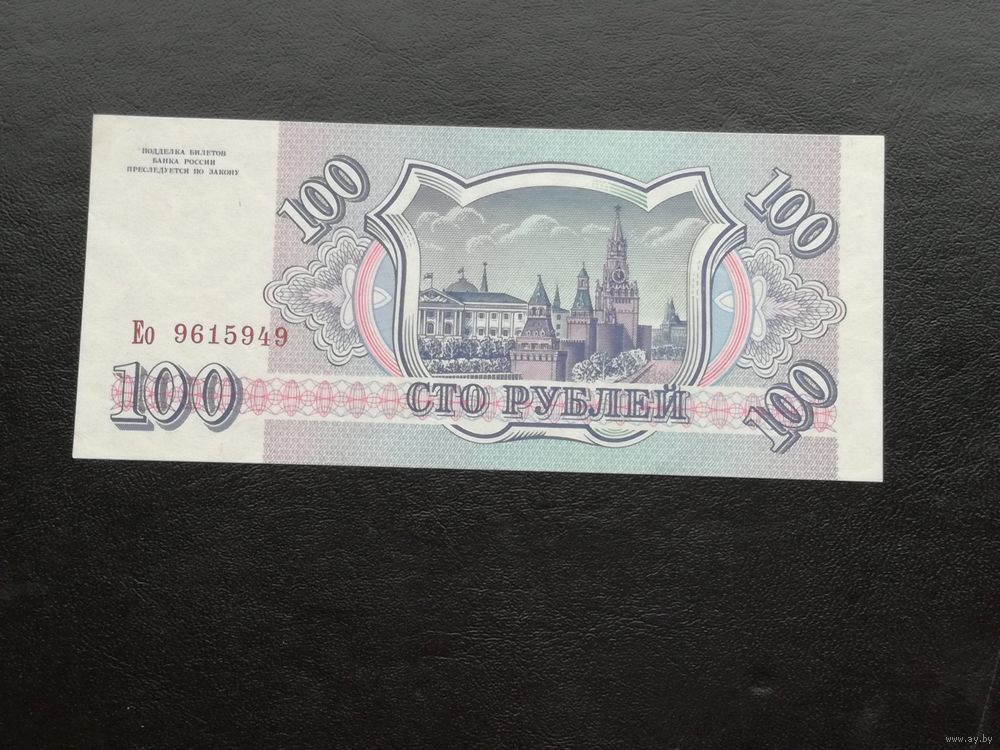 ПОДДЕЛКА БИЛЕТОВ
БАНКА РОССИИ
ПРЕСЛЕДУЕТСЯ ПО ЗАКОНУ
100
100
Ео 9615949
100
СТО РУБЛЕЙ
100
www.ay.by